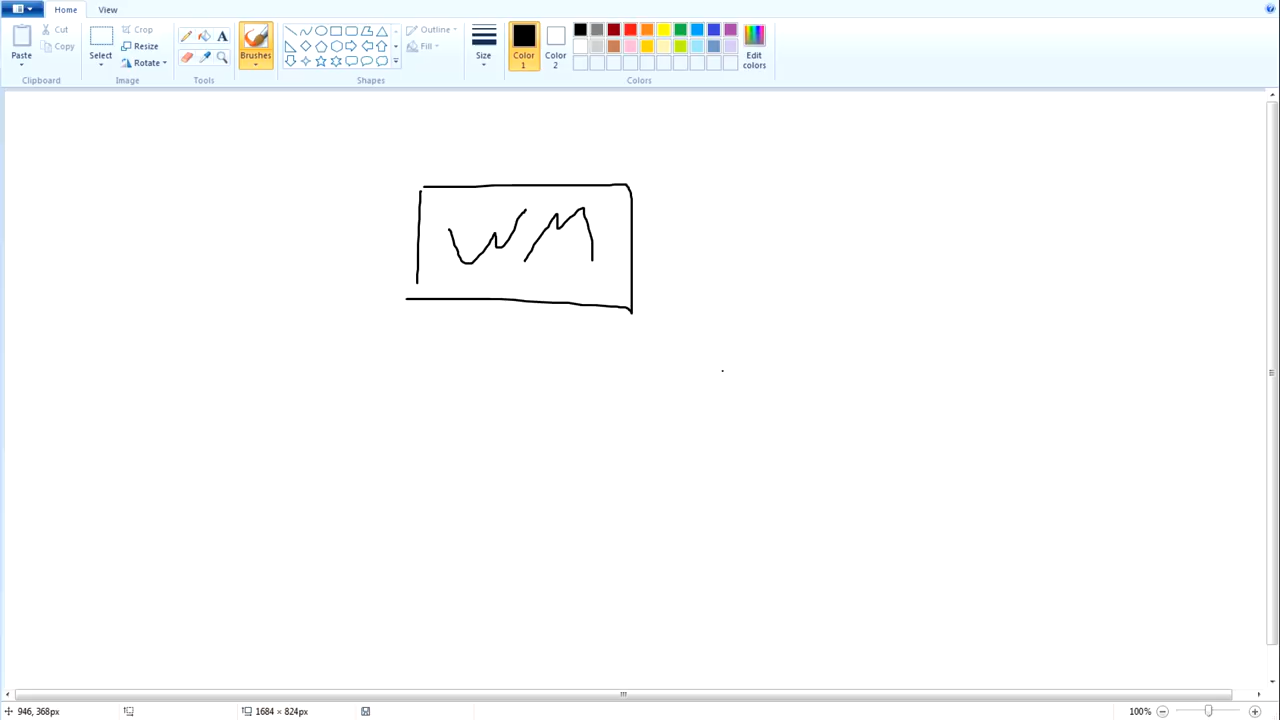 Home View
Paste
Cut
Copy
Clipboard
Select
Crop
Resize
Rotate
Image
Tools
Brushes
Shapes
Outline
Fill
Size
Color 1
Color 2
Edit colors
Colors
WM
946, 368px
1684 × 824px
100%